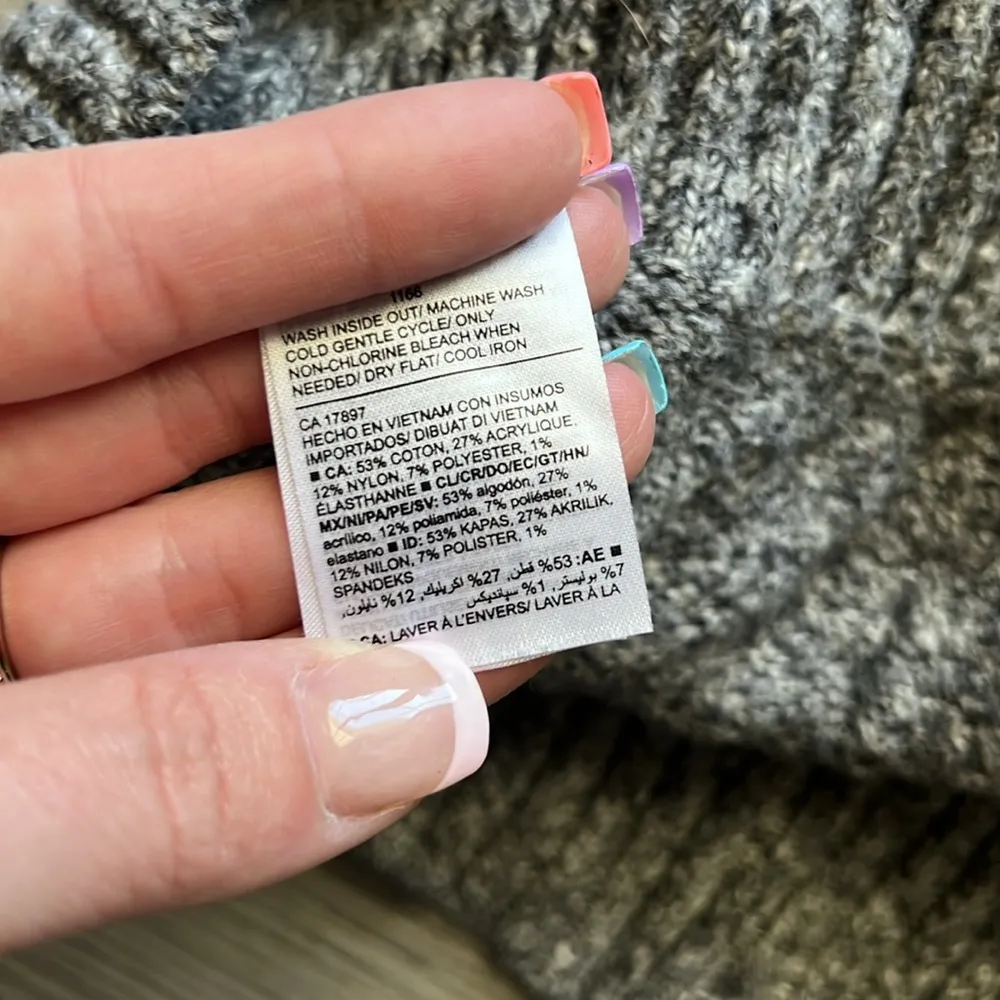 1166
WASH INSIDE OUT/ MACHINE WASH
COLD GENTLE CYCLE/ ONLY
NON-CHLORINE BLEACH WHEN
NEEDED/ DRY FLAT/ COOL IRON
CA 17897
HECHO EN VIETNAM CON INSUMOS
IMPORTADOS/ DIBUAT DI VIETNAM
■ CA: 53% COTON, 27% ACRYLIQUE,
12% NYLON, 7% POLYESTER, 1%
ÉLASTHANNE ■ CL/CR/DO/EC/GT/HN/
MX/NI/PA/PE/SV: 53% algodón, 27%
acrílico, 12% poliamida, 7% poliéster, 1%
elastano ■ ID: 53% KAPAS, 27% AKRILIK,
12% NILON, 7% POLISTER, 1%
SPANDEKS
■ AE: 53% قطن, 27% اكريليك, 12% نايلون,
7% بوليستر, 1% سبانديكس
CA: LAVER À L'ENVERS/ LAVER À LA